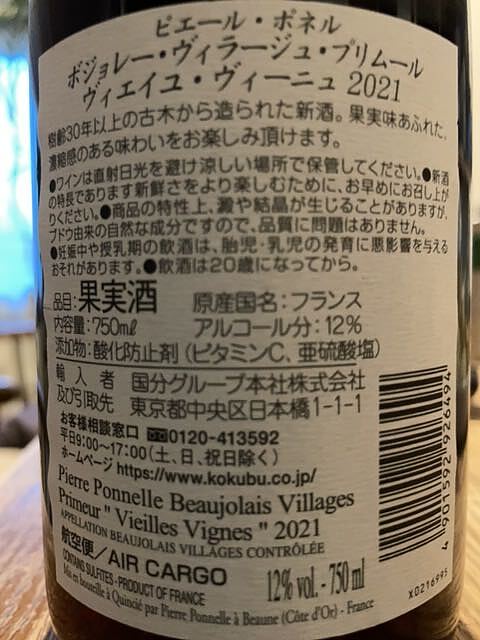 ピエール・ポネル
ボジョレー・ヴィラージュ・プリムール
ヴィエイユ・ヴィーニュ 2021
樹齢30年以上の古木から造られた新酒。果実味あふれた、
濃縮感のある味わいをお楽しみ頂けます。
●ワインは直射日光を避け涼しい場所で保管してください。●新酒
の特長であります新鮮さをより楽しむために、お早めにお召し上が
りください。●商品の特性上、澱や結晶が生じることがありますが、
ブドウ由来の自然な成分ですので、品質に問題はありません。
●妊娠中や授乳期の飲酒は、胎児・乳児の発育に悪影響を与える
おそれがあります。●飲酒は20歳になってから。
品目:果実酒 原産国名:フランス
内容量:750mℓ アルコール分:12%
添加物:酸化防止剤(ビタミンC、亜硫酸塩)
輸入者 国分グループ本社株式会社
及び引取先 東京都中央区日本橋1-1-1
お客様相談窓口 0120-413592
平日9:00~17:00(土、日、祝日除く)
ホームページ https://www.kokubu.co.jp/
Pierre Ponnelle Beaujolais Villages
Primeur " Vieilles Vignes " 2021
APPELLATION BEAUJOLAIS VILLAGES CONTRÔLÉE
航空便/AIR CARGO
CONTAINS SULFITES - PRODUCT OF FRANCE
12% vol. - 750 ml
Mis en bouteille à Quincié par Pierre Ponnelle à Beaune (Côte d'Or) - France
4 901592 926494
X0216995